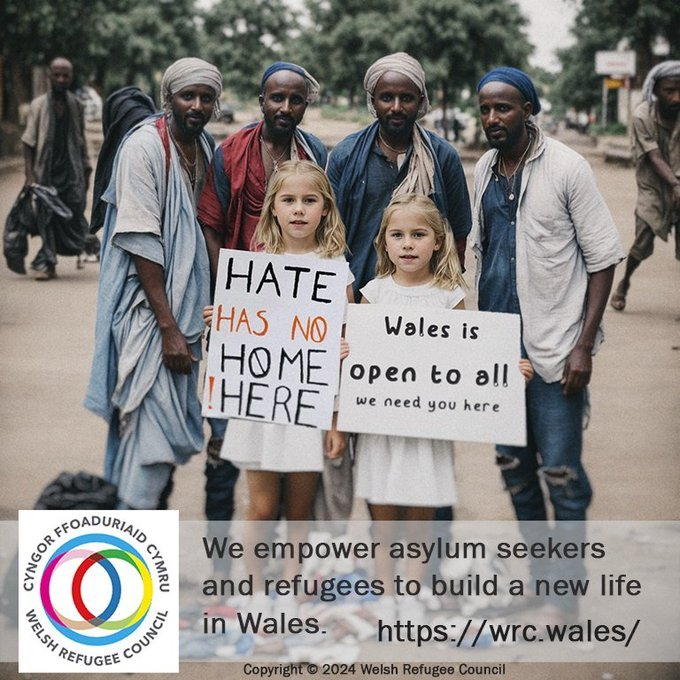 HATE
HAS NO
HOME
!HERE
Wales is
open to all
we need you here
CYNGOR FFOADURIAID CYMRU
WELSH REFUGEE COUNCIL
We empower asylum seekers
and refugees to build a new life
in Wales. https://wrc.wales/
Copyright © 2024 Welsh Refugee Council